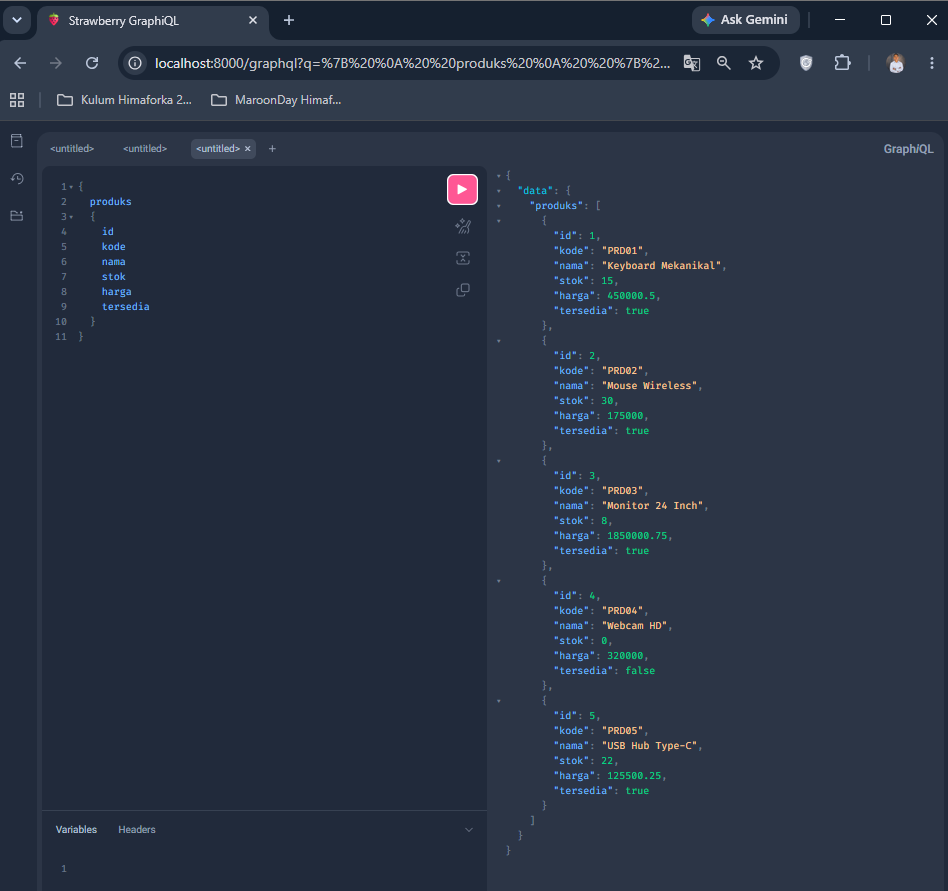 Strawberry GraphiQL
Ask Gemini
localhost:8000/graphql?q=%7B%20%0A%20%20produks%20%0A%20%20%7B%2...
Kulum Himaforka 2...
MaroonDay Himaf...
<untitled>
<untitled>
<untitled>
GraphiQL
1 {
2 produks
3 {
4 id
5 kode
6 nama
7 stok
8 harga
9 tersedia
10 }
11 }
{
"data": {
"produks": [
{
"id": 1,
"kode": "PRD01",
"nama": "Keyboard Mekanikal",
"stok": 15,
"harga": 450000.5,
"tersedia": true
},
{
"id": 2,
"kode": "PRD02",
"nama": "Mouse Wireless",
"stok": 30,
"harga": 175000,
"tersedia": true
},
{
"id": 3,
"kode": "PRD03",
"nama": "Monitor 24 Inch",
"stok": 8,
"harga": 1850000.75,
"tersedia": true
},
{
"id": 4,
"kode": "PRD04",
"nama": "Webcam HD",
"stok": 0,
"harga": 320000,
"tersedia": false
},
{
"id": 5,
"kode": "PRD05",
"nama": "USB Hub Type-C",
"stok": 22,
"harga": 125500.25,
"tersedia": true
}
]
}
}
Variables
Headers
1